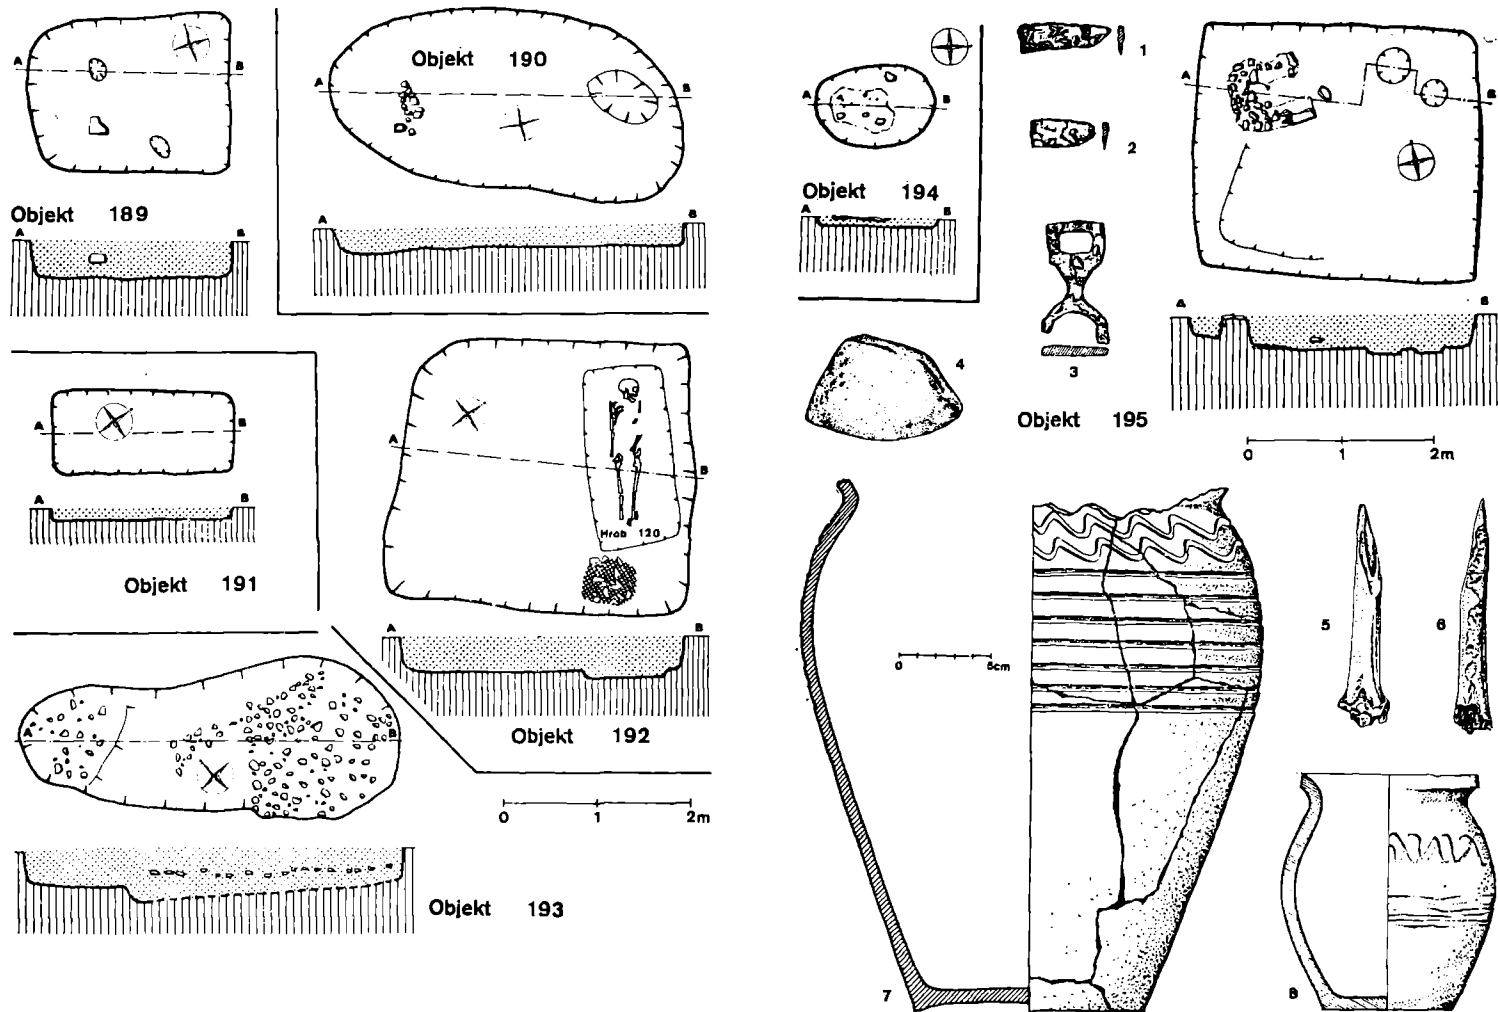 A B
Objekt 189
A B
Objekt 190
A B
A B
A B
A B
Objekt 191
A B
Hrob 120
A B
Objekt 192
A B
0 1 2m
A B
Objekt 193
A B
Objekt 194
A B
1
2
3
4
Objekt 195
A B
A B
0 1 2m
0 5cm
5
6
7
8